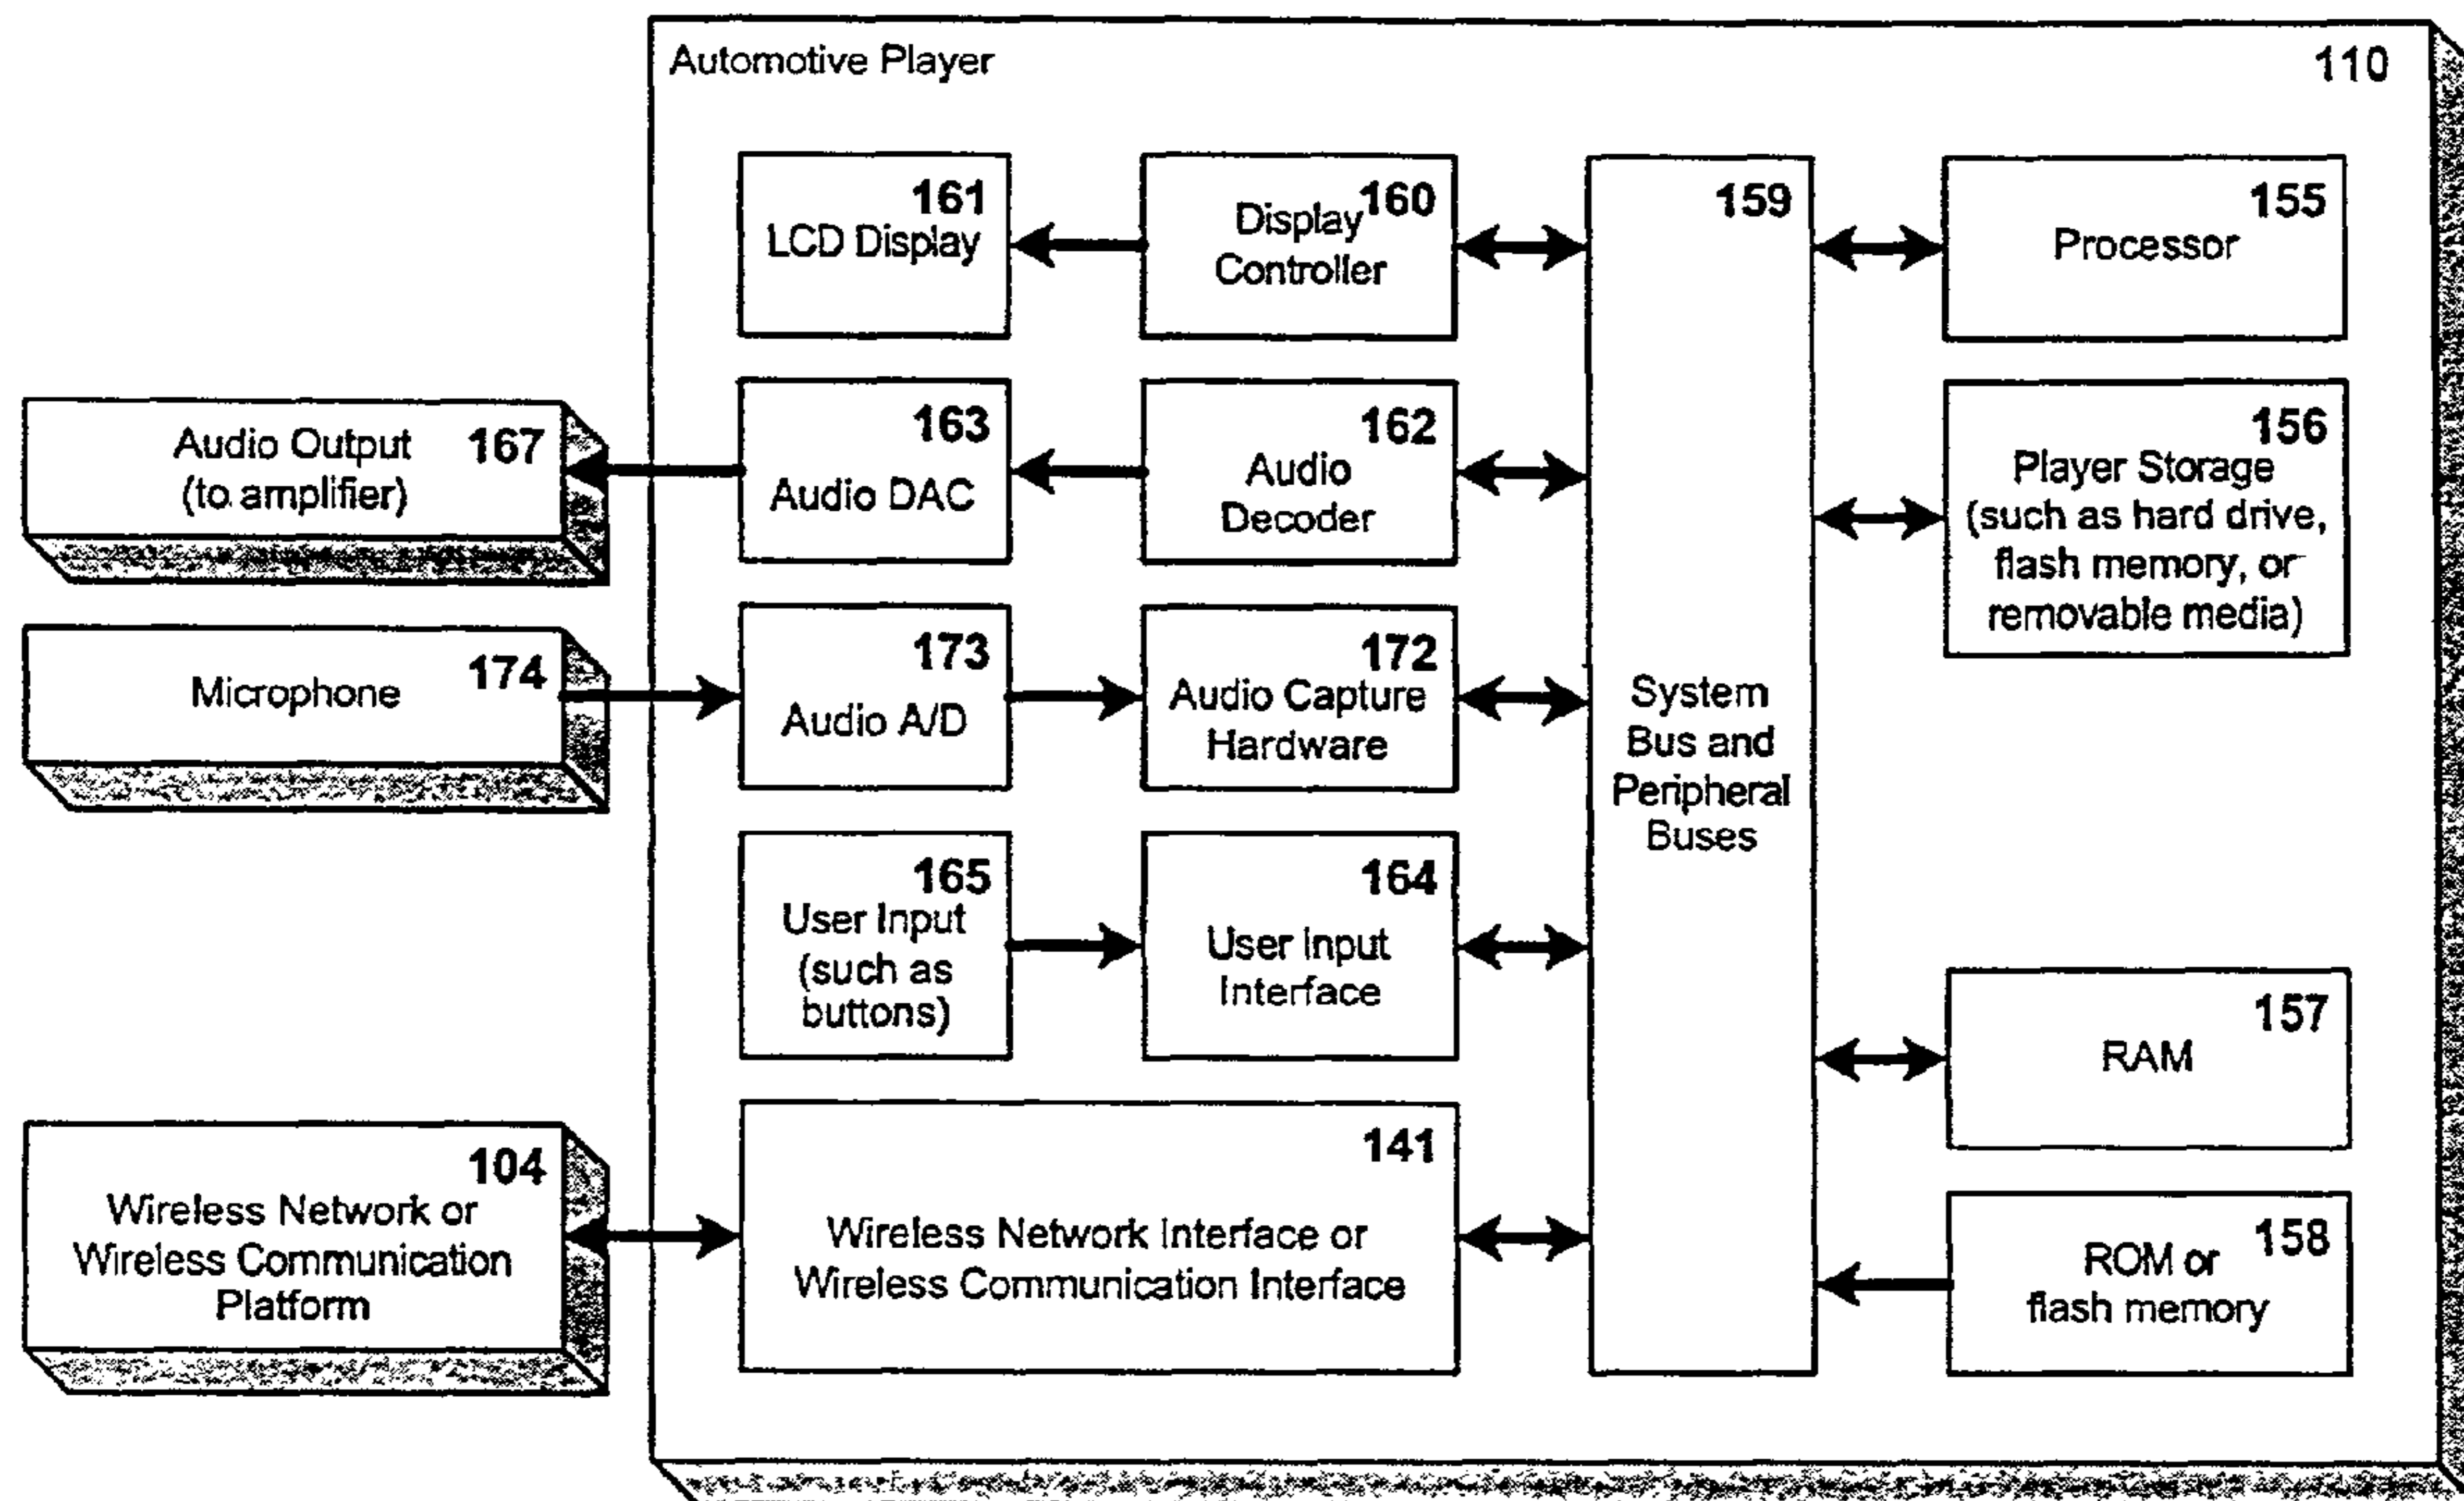 Automotive Player
110
161
LCD Display
160
Display
Controller
159
System
Bus and
Peripheral
Buses
155
Processor
167
Audio Output
(to amplifier)
163
Audio DAC
162
Audio
Decoder
156
Player Storage
(such as hard drive,
flash memory, or
removable media)
174
Microphone
173
Audio A/D
172
Audio Capture
Hardware
165
User Input
(such as
buttons)
164
User Input
Interface
157
RAM
104
Wireless Network or
Wireless Communication
Platform
141
Wireless Network Interface or
Wireless Communication Interface
158
ROM or
flash memory